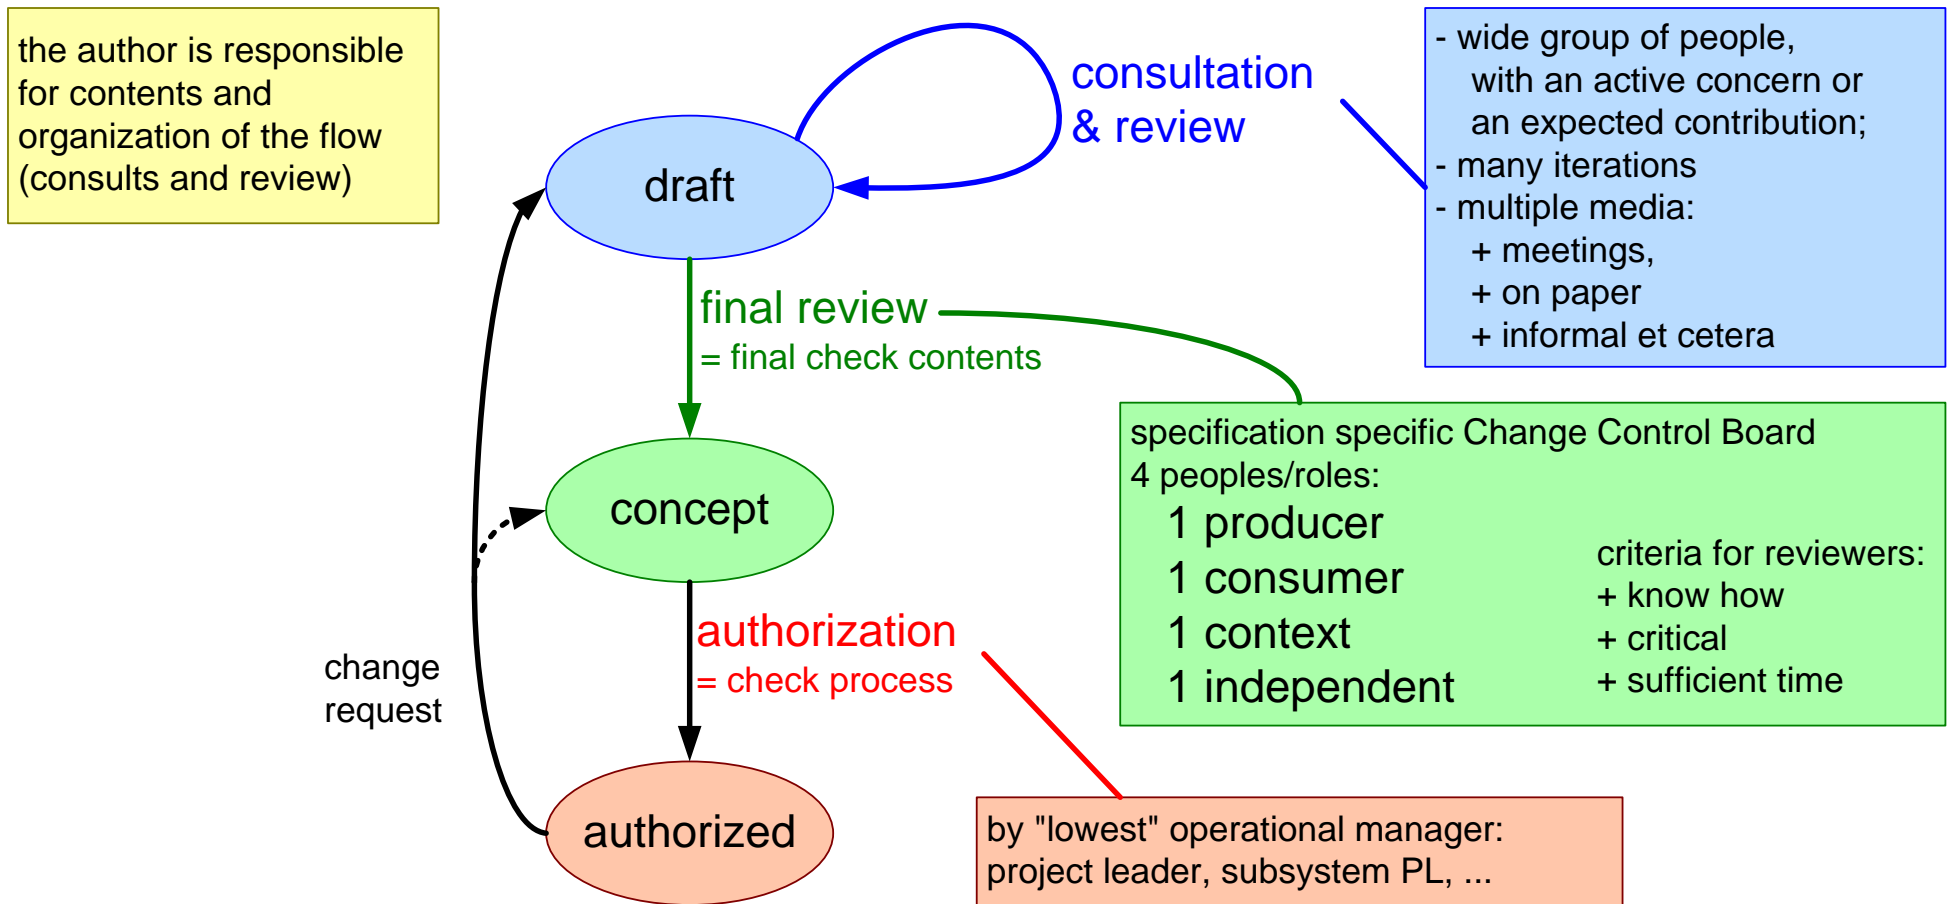 the author is responsible
for contents and
organization of the flow
(consults and review)
consultation
& review
- wide group of people,
with an active concern or
an expected contribution;
- many iterations
- multiple media:
+ meetings,
+ on paper
+ informal et cetera
draft
final review
= final check contents
specification specific Change Control Board
4 peoples/roles:
1 producer
1 consumer
1 context
1 independent
criteria for reviewers:
+ know how
+ critical
+ sufficient time
concept
authorization
= check process
change
request
authorized
by "lowest" operational manager:
project leader, subsystem PL, ...